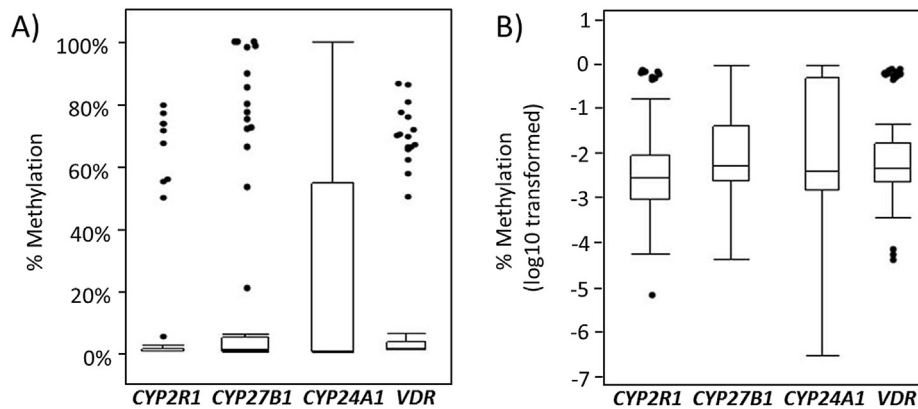 A)
% Methylation
100%
80%
60%
40%
20%
0%
CYP2R1 CYP27B1 CYP24A1 VDR
B)
% Methylation
(log10 transformed)
1
0
-1
-2
-3
-4
-5
-6
-7
CYP2R1 CYP27B1 CYP24A1 VDR